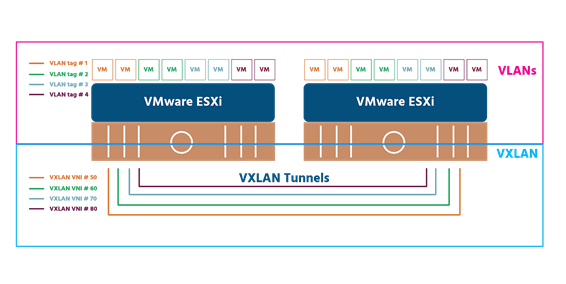 VLAN tag # 1
VLAN tag # 2
VLAN tag # 3
VLAN tag # 4
VM VM VM VM VM VM VM VM
VM VM VM VM VM VM VM VM
VLANs
VMware ESXi
VMware ESXi
VXLAN
VXLAN Tunnels
VXLAN VNI # 50
VXLAN VNI # 60
VXLAN VNI # 70
VXLAN VNI # 80